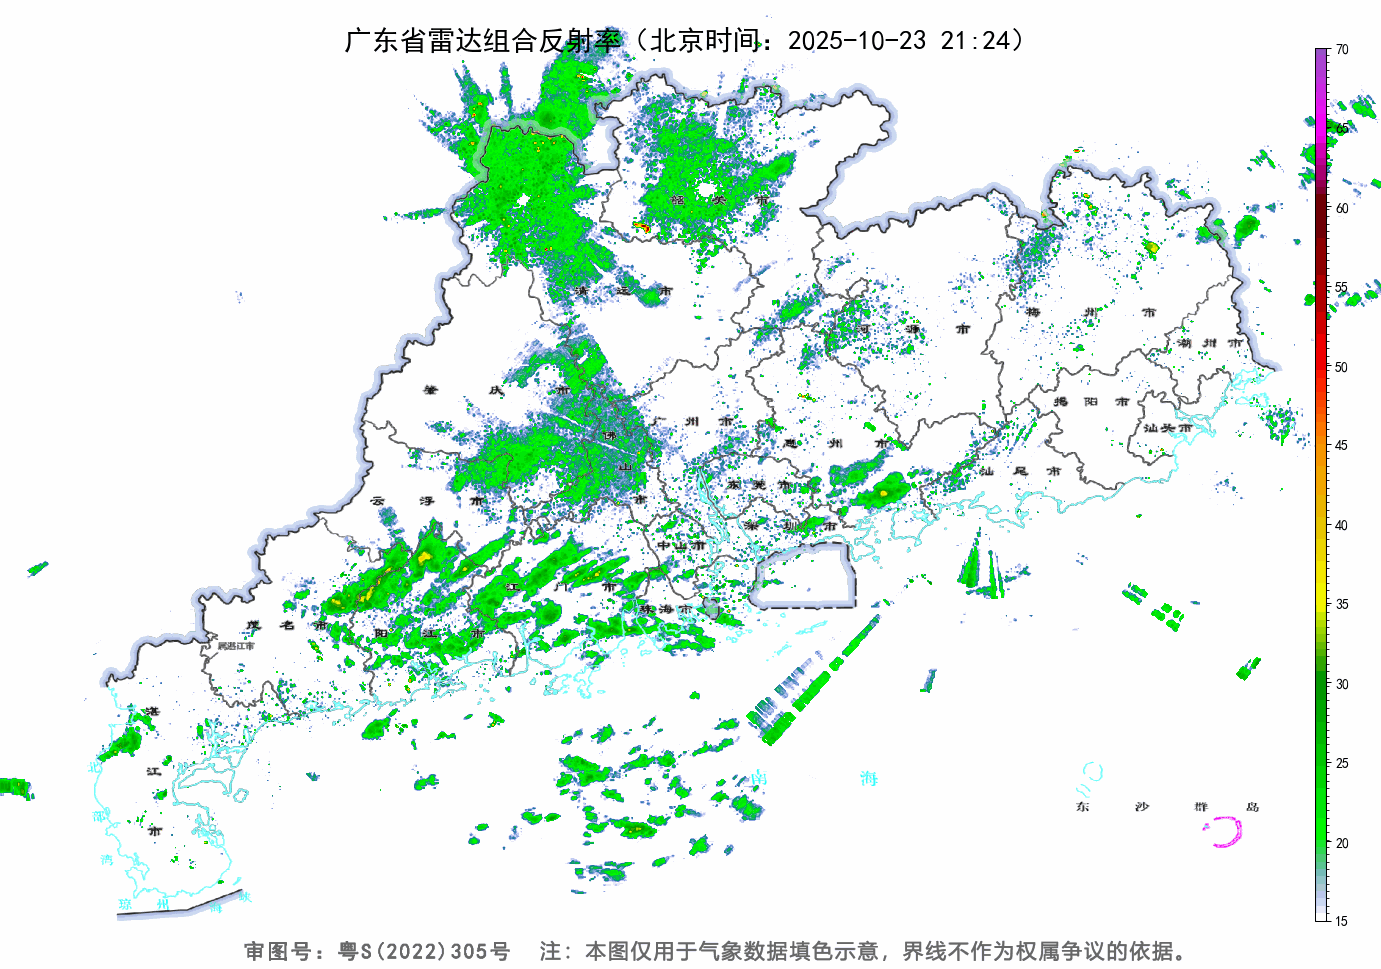 广东省雷达组合反射率（北京时间：2025-10-23 21:24）
70
65
60
55
50
45
40
35
30
25
20
15
韶 关 市
清 远 市
河 源 市
梅 州 市
潮 州 市
肇 庆 市
广 州 市
惠 州 市
揭 阳 市
汕头市
佛山市
东莞市
汕 尾 市
云 浮 市
深圳市
中山市
江 门 市
珠海市
茂名市
阳江市
属湛江市
湛江市
北部湾
南 海
东 沙 群 岛
琼州海峡
审图号：粤S(2022)305号 注：本图仅用于气象数据填色示意，界线不作为权属争议的依据。